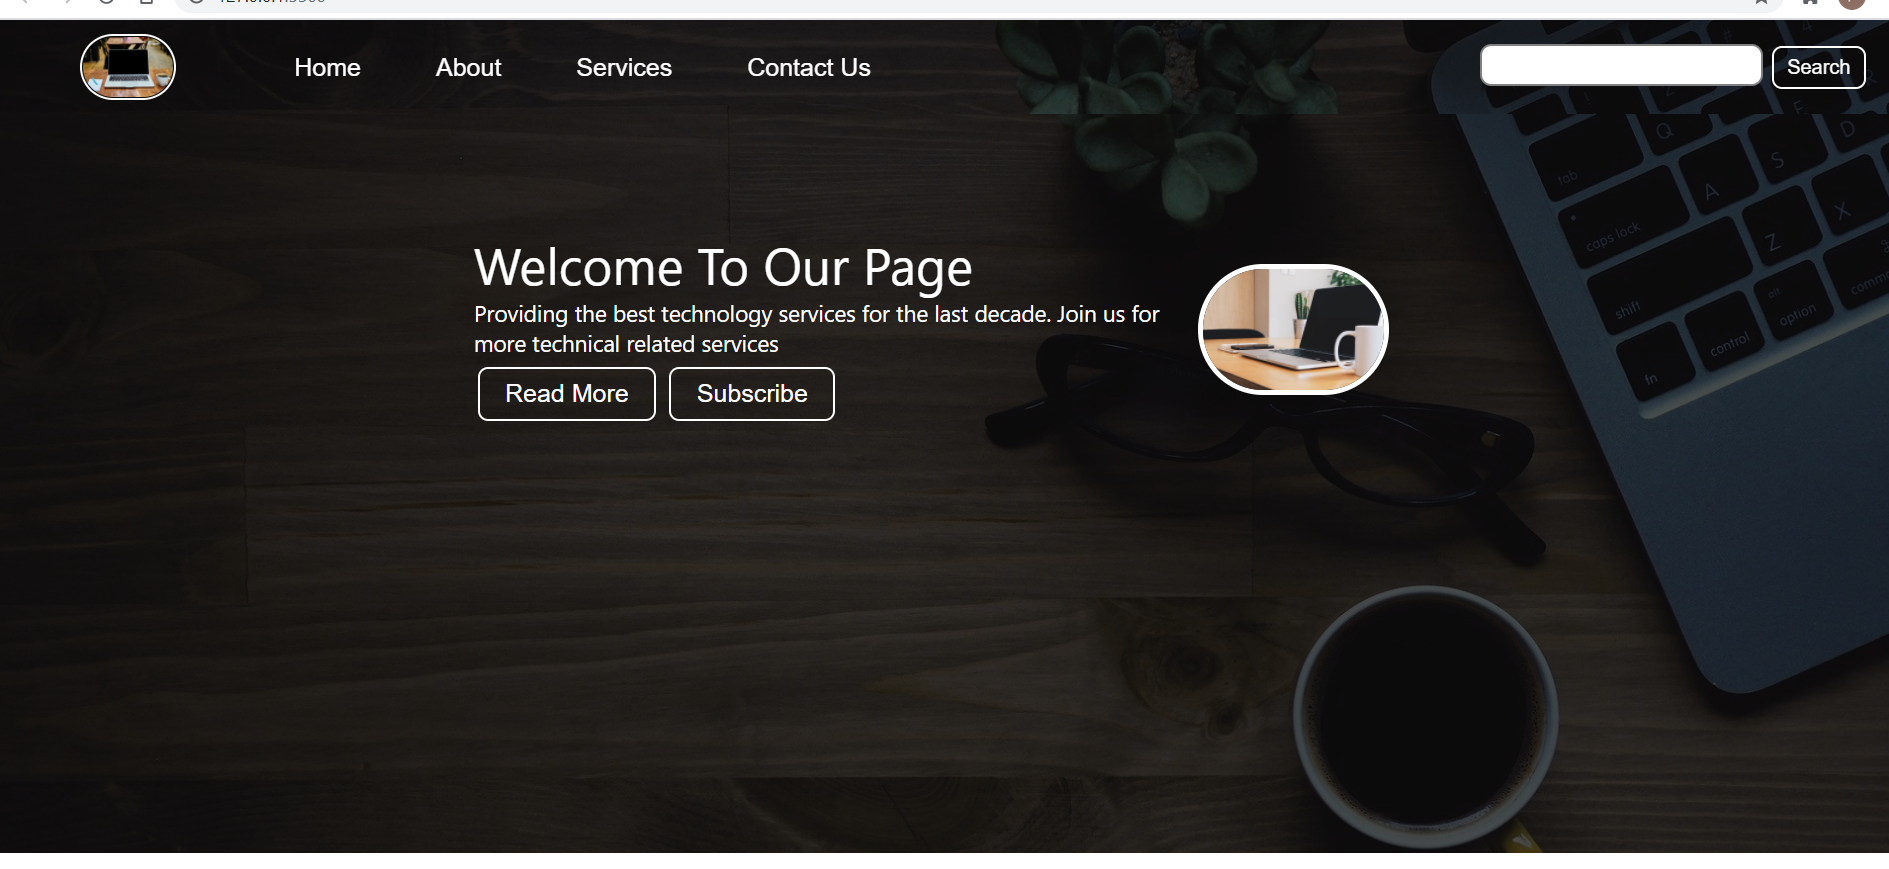 Home About Services Contact Us Search
Welcome To Our Page
Providing the best technology services for the last decade. Join us for
more technical related services
Read More Subscribe
tab Q A S D
caps lock Z X
shift alt
fn control option